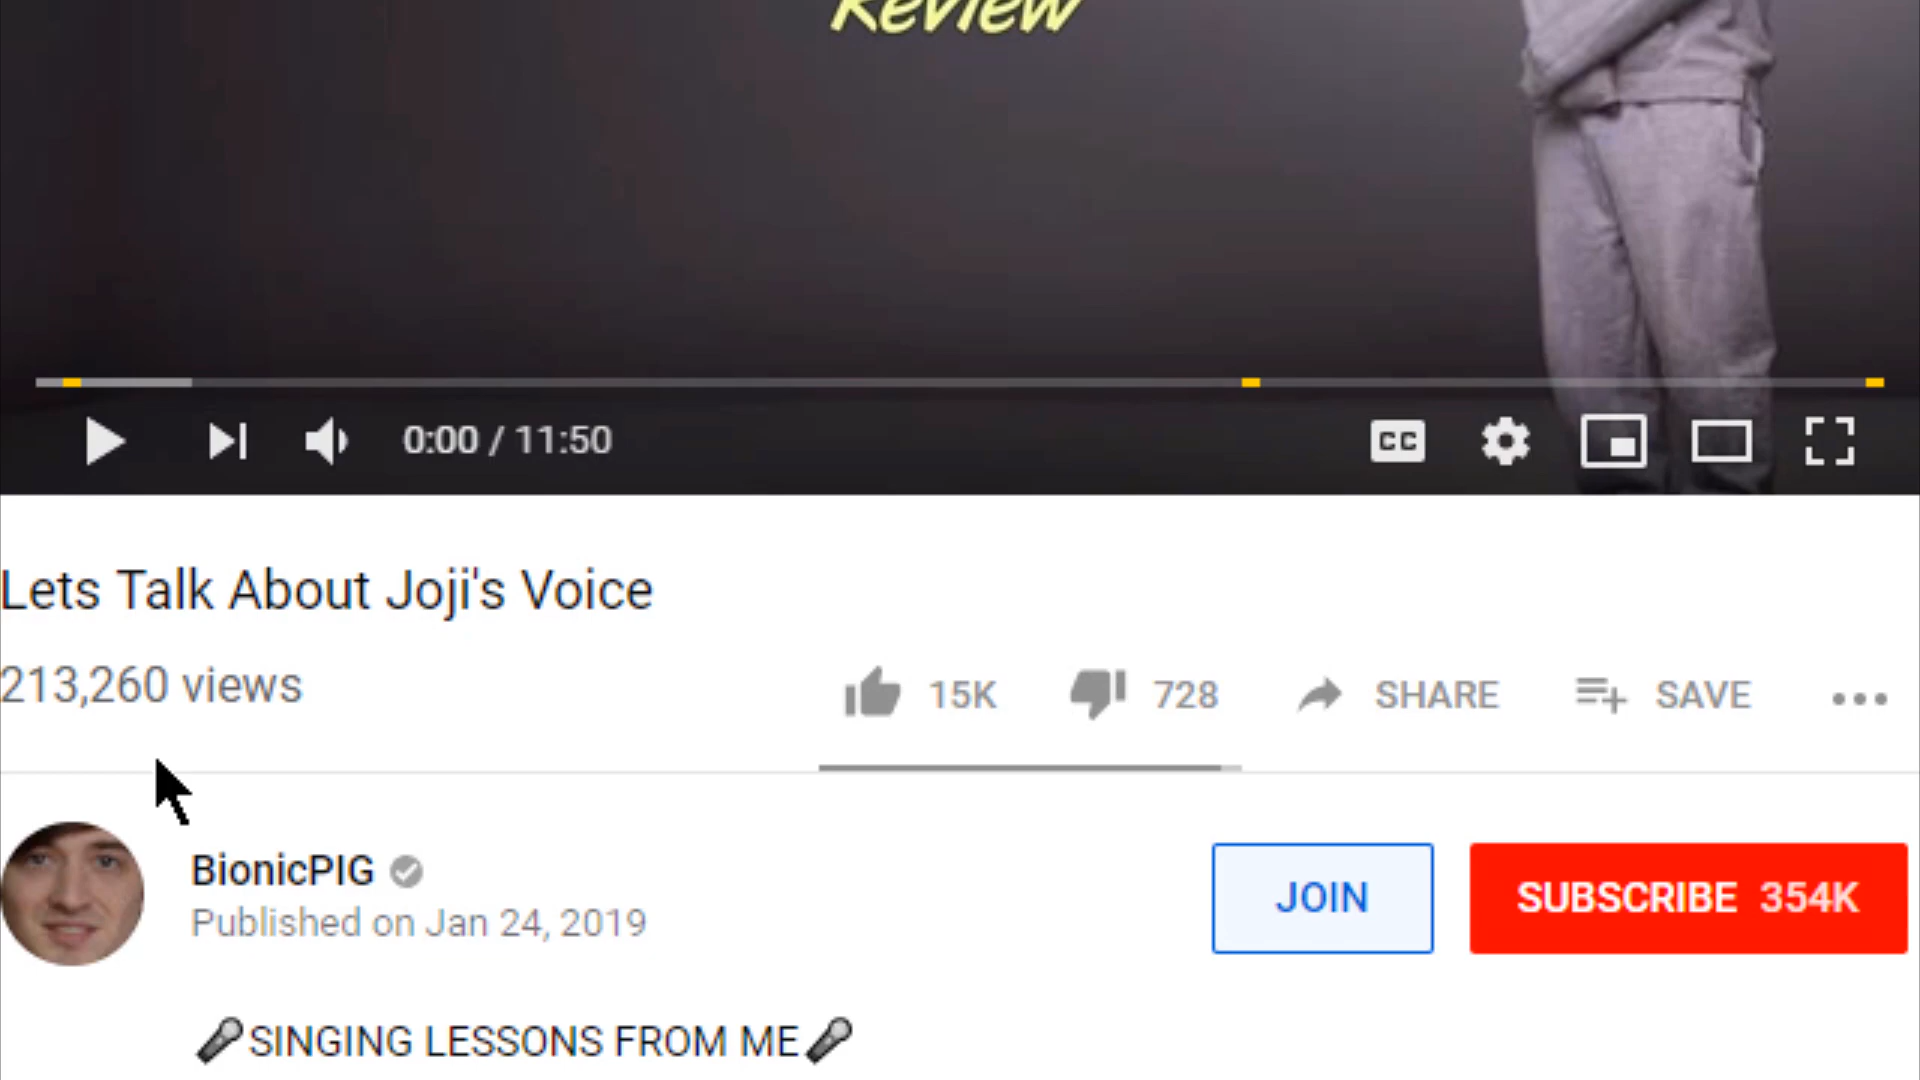 Review
0:00 / 11:50
CC
Lets Talk About Joji's Voice
213,260 views
15K
728
SHARE
SAVE
BionicPIG
Published on Jan 24, 2019
JOIN
SUBSCRIBE 354K
🎤SINGING LESSONS FROM ME🎤